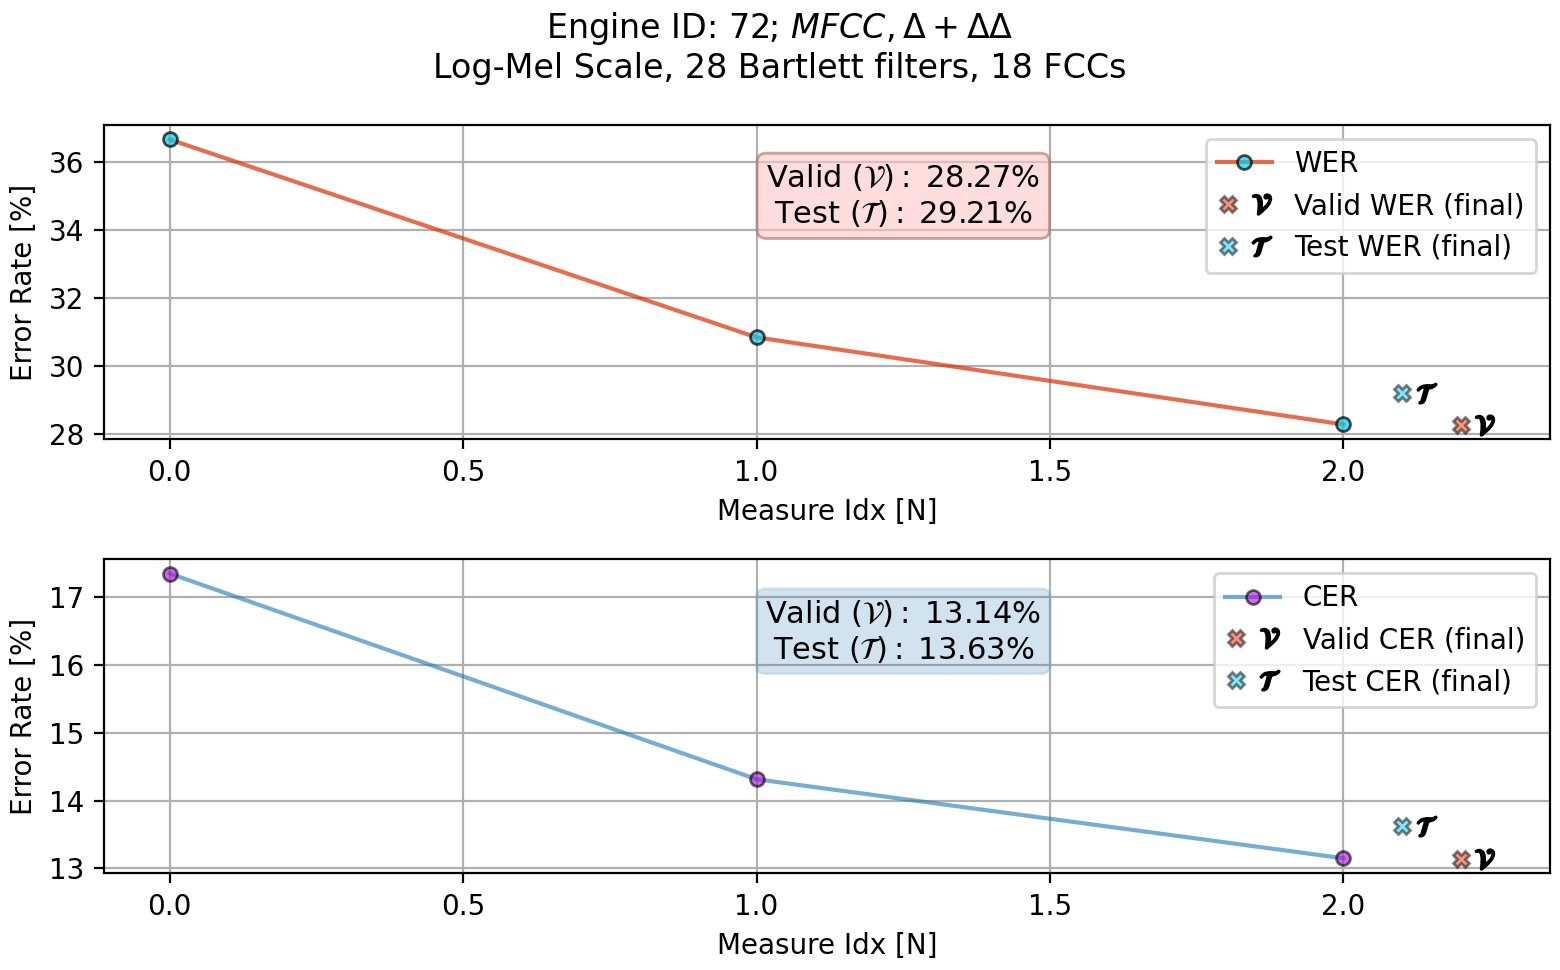 Engine ID: 72; MFCC, Δ + ΔΔ
Log-Mel Scale, 28 Bartlett filters, 18 FCCs
Error Rate [%]
36
34
32
30
28
Valid (𝒱) : 28.27%
Test (𝒯) : 29.21%
WER
𝒱 Valid WER (final)
𝒯 Test WER (final)
𝒯
𝒱
0.0 0.5 1.0 1.5 2.0
Measure Idx [N]
Error Rate [%]
17
16
15
14
13
Valid (𝒱) : 13.14%
Test (𝒯) : 13.63%
CER
𝒱 Valid CER (final)
𝒯 Test CER (final)
𝒯
𝒱
0.0 0.5 1.0 1.5 2.0
Measure Idx [N]